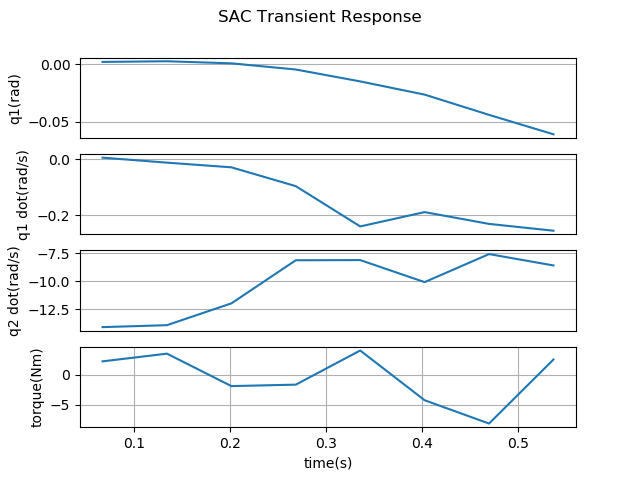 SAC Transient Response
q1(rad)
0.00
−0.05
q1 dot(rad/s)
0.0
−0.2
q2 dot(rad/s)
−7.5
−10.0
−12.5
torque(Nm)
0
−5
0.1 0.2 0.3 0.4 0.5
time(s)